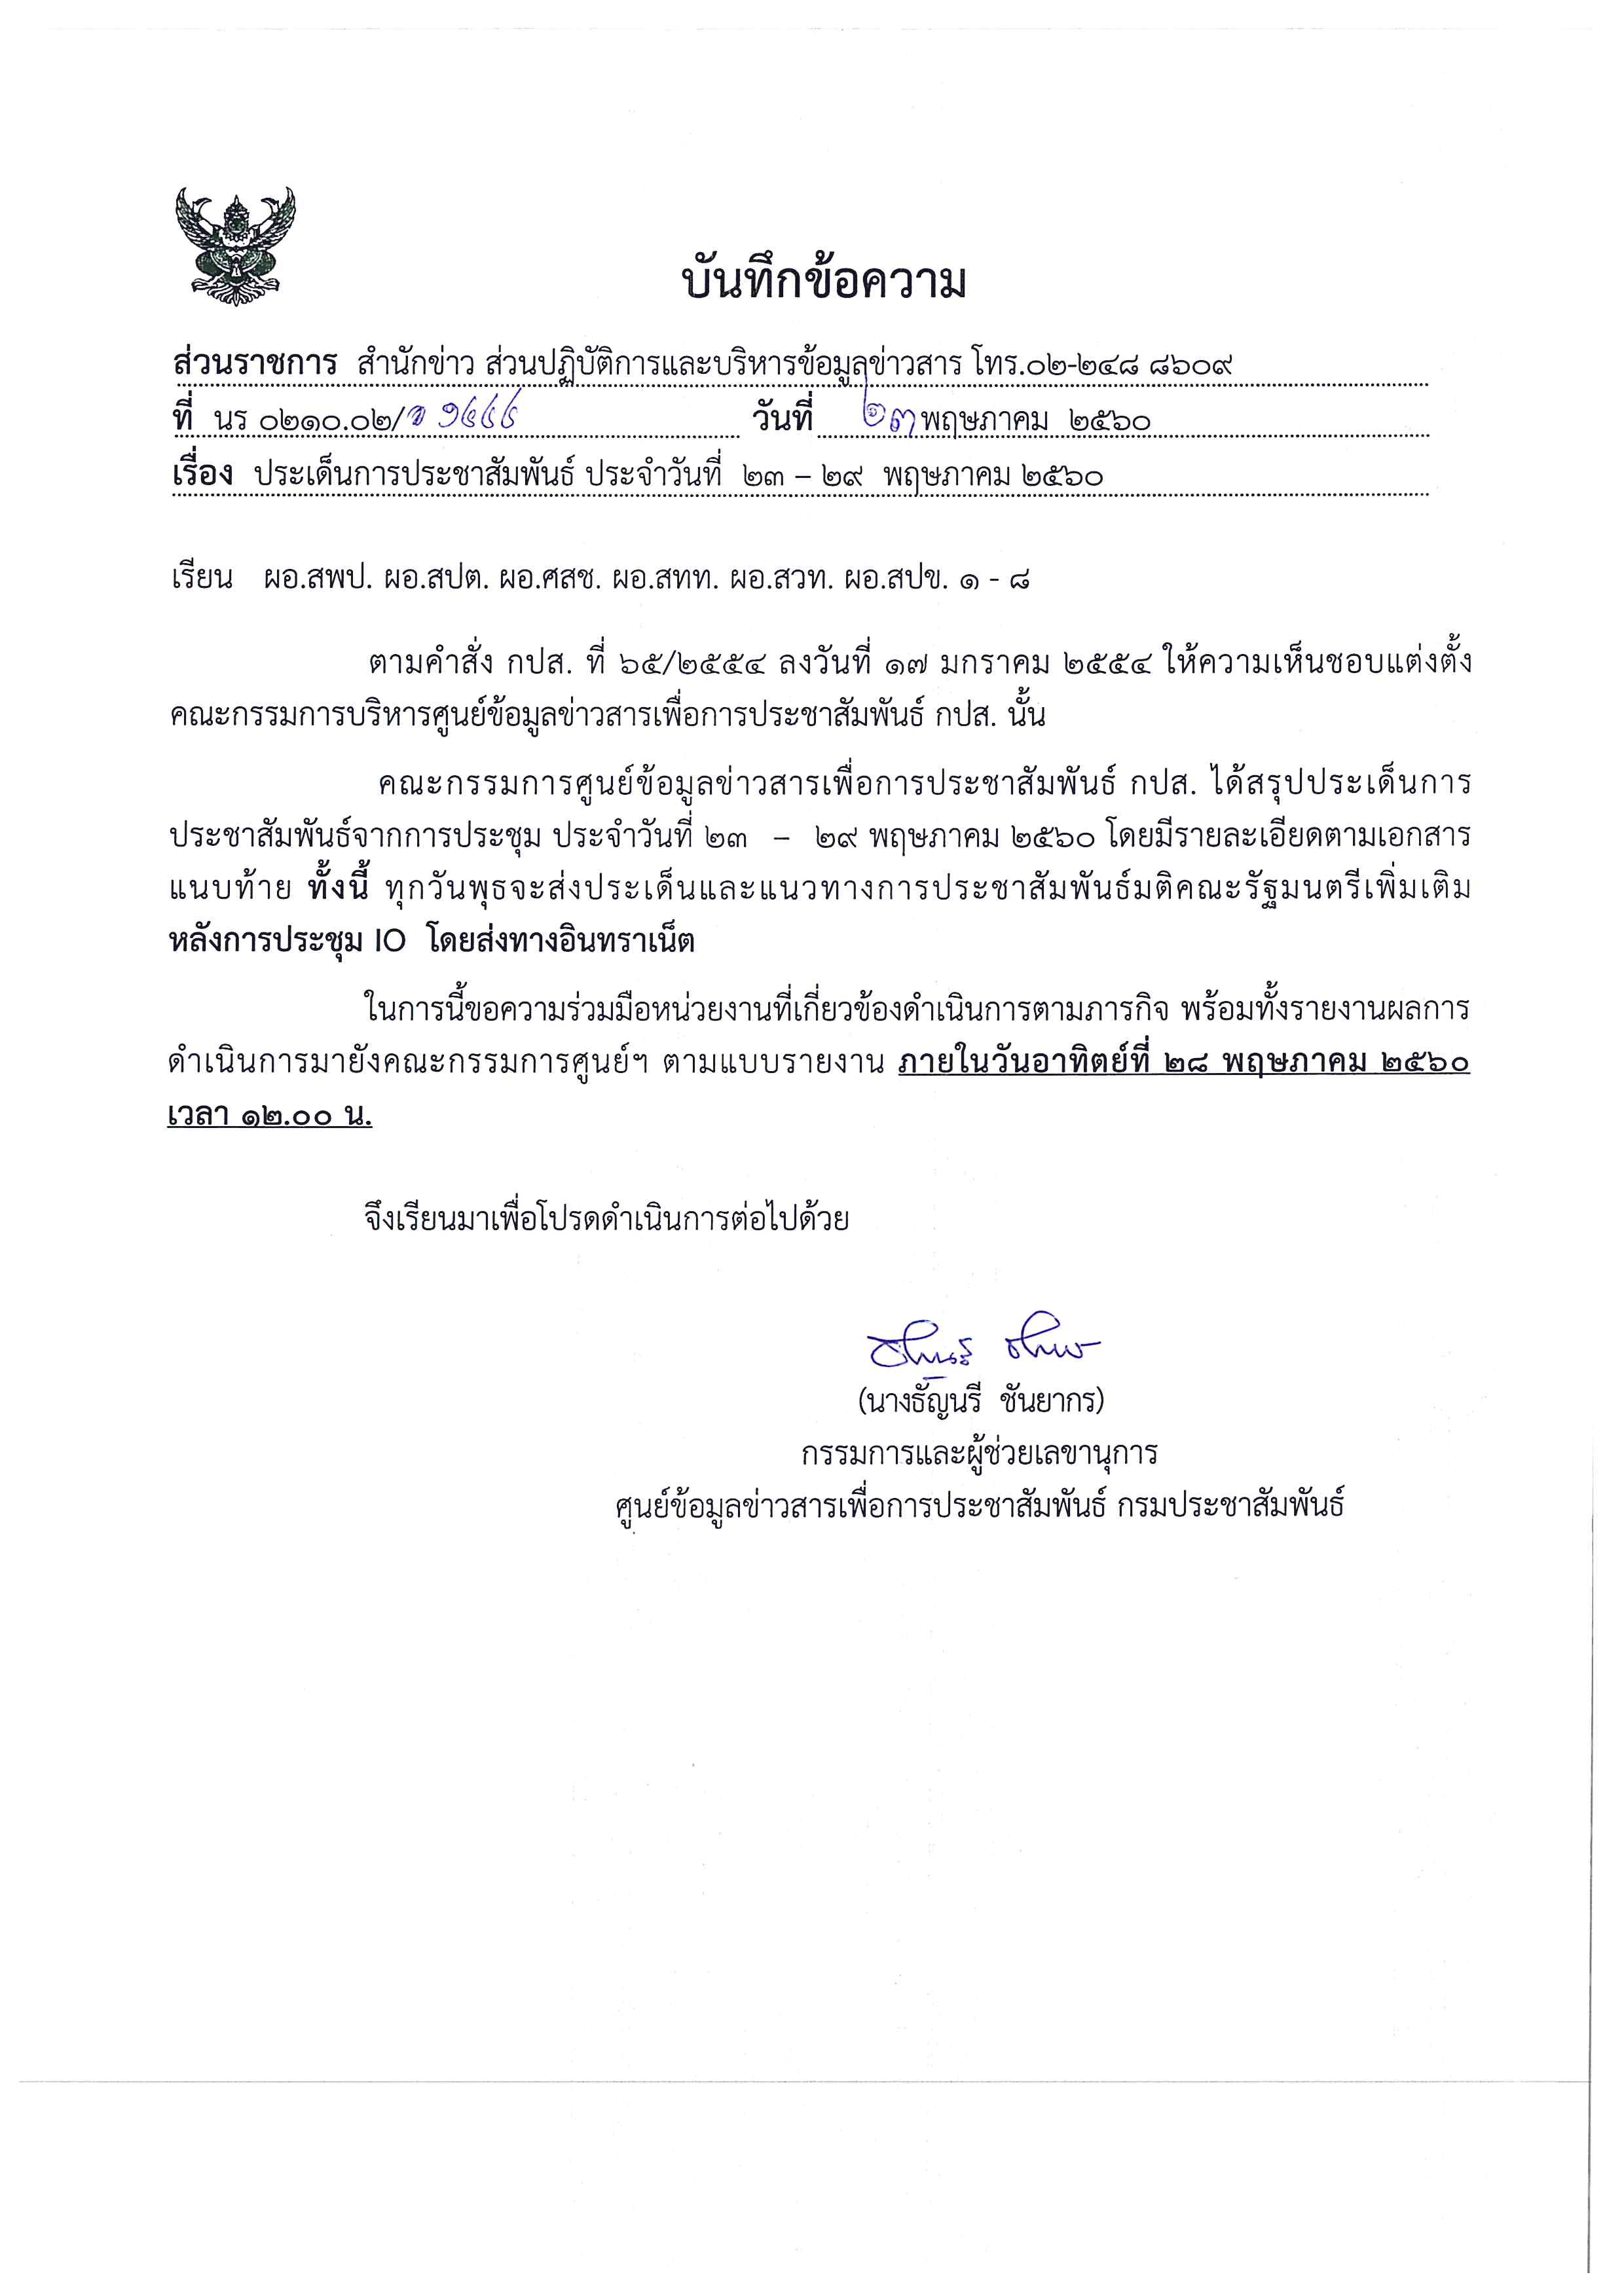 บันทึกข้อความ
ส่วนราชการ สำนักข่าว ส่วนปฏิบัติการและบริหารข้อมูลข่าวสาร โทร.๐๒-๒๔๘ ๘๖๐๙
ที่ นร ๐๒๑๐.๐๒/ วันที่ ๒๓ พฤษภาคม ๒๕๖๐
เรื่อง ประเด็นการประชาสัมพันธ์ ประจำวันที่ ๒๓ – ๒๙ พฤษภาคม ๒๕๖๐
เรียน ผอ.สพป. ผอ.สปต. ผอ.ศสช. ผอ.สทท. ผอ.สวท. ผอ.สปข. ๑ - ๘
ตามคำสั่ง กปส. ที่ ๖๕/๒๕๕๔ ลงวันที่ ๑๗ มกราคม ๒๕๕๔ ให้ความเห็นชอบแต่งตั้ง
คณะกรรมการบริหารศูนย์ข้อมูลข่าวสารเพื่อการประชาสัมพันธ์ กปส. นั้น
คณะกรรมการศูนย์ข้อมูลข่าวสารเพื่อการประชาสัมพันธ์ กปส. ได้สรุปประเด็นการ
ประชาสัมพันธ์จากการประชุม ประจำวันที่ ๒๓ – ๒๙ พฤษภาคม ๒๕๖๐ โดยมีรายละเอียดตามเอกสาร
แนบท้าย ทั้งนี้ ทุกวันพุธจะส่งประเด็นและแนวทางการประชาสัมพันธ์มติคณะรัฐมนตรีเพิ่มเติม
หลังการประชุม IO โดยส่งทางอินทราเน็ต
ในการนี้ขอความร่วมมือหน่วยงานที่เกี่ยวข้องดำเนินการตามภารกิจ พร้อมทั้งรายงานผลการ
ดำเนินการมายังคณะกรรมการศูนย์ฯ ตามแบบรายงาน ภายในวันอาทิตย์ที่ ๒๘ พฤษภาคม ๒๕๖๐
เวลา ๑๒.๐๐ น.
จึงเรียนมาเพื่อโปรดดำเนินการต่อไปด้วย
(นางธัญนรี ชันยากร)
กรรมการและผู้ช่วยเลขานุการ
ศูนย์ข้อมูลข่าวสารเพื่อการประชาสัมพันธ์ กรมประชาสัมพันธ์